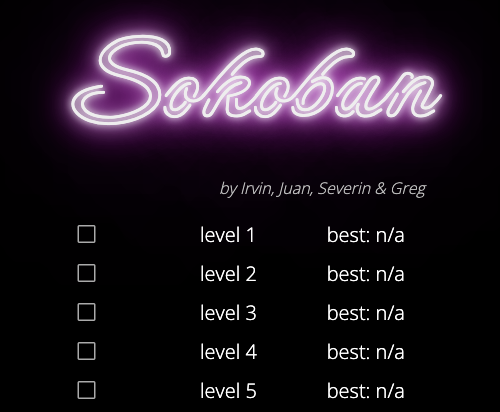 Sokoban
by Irvin, Juan, Severin & Greg
level 1 best: n/a
level 2 best: n/a
level 3 best: n/a
level 4 best: n/a
level 5 best: n/a